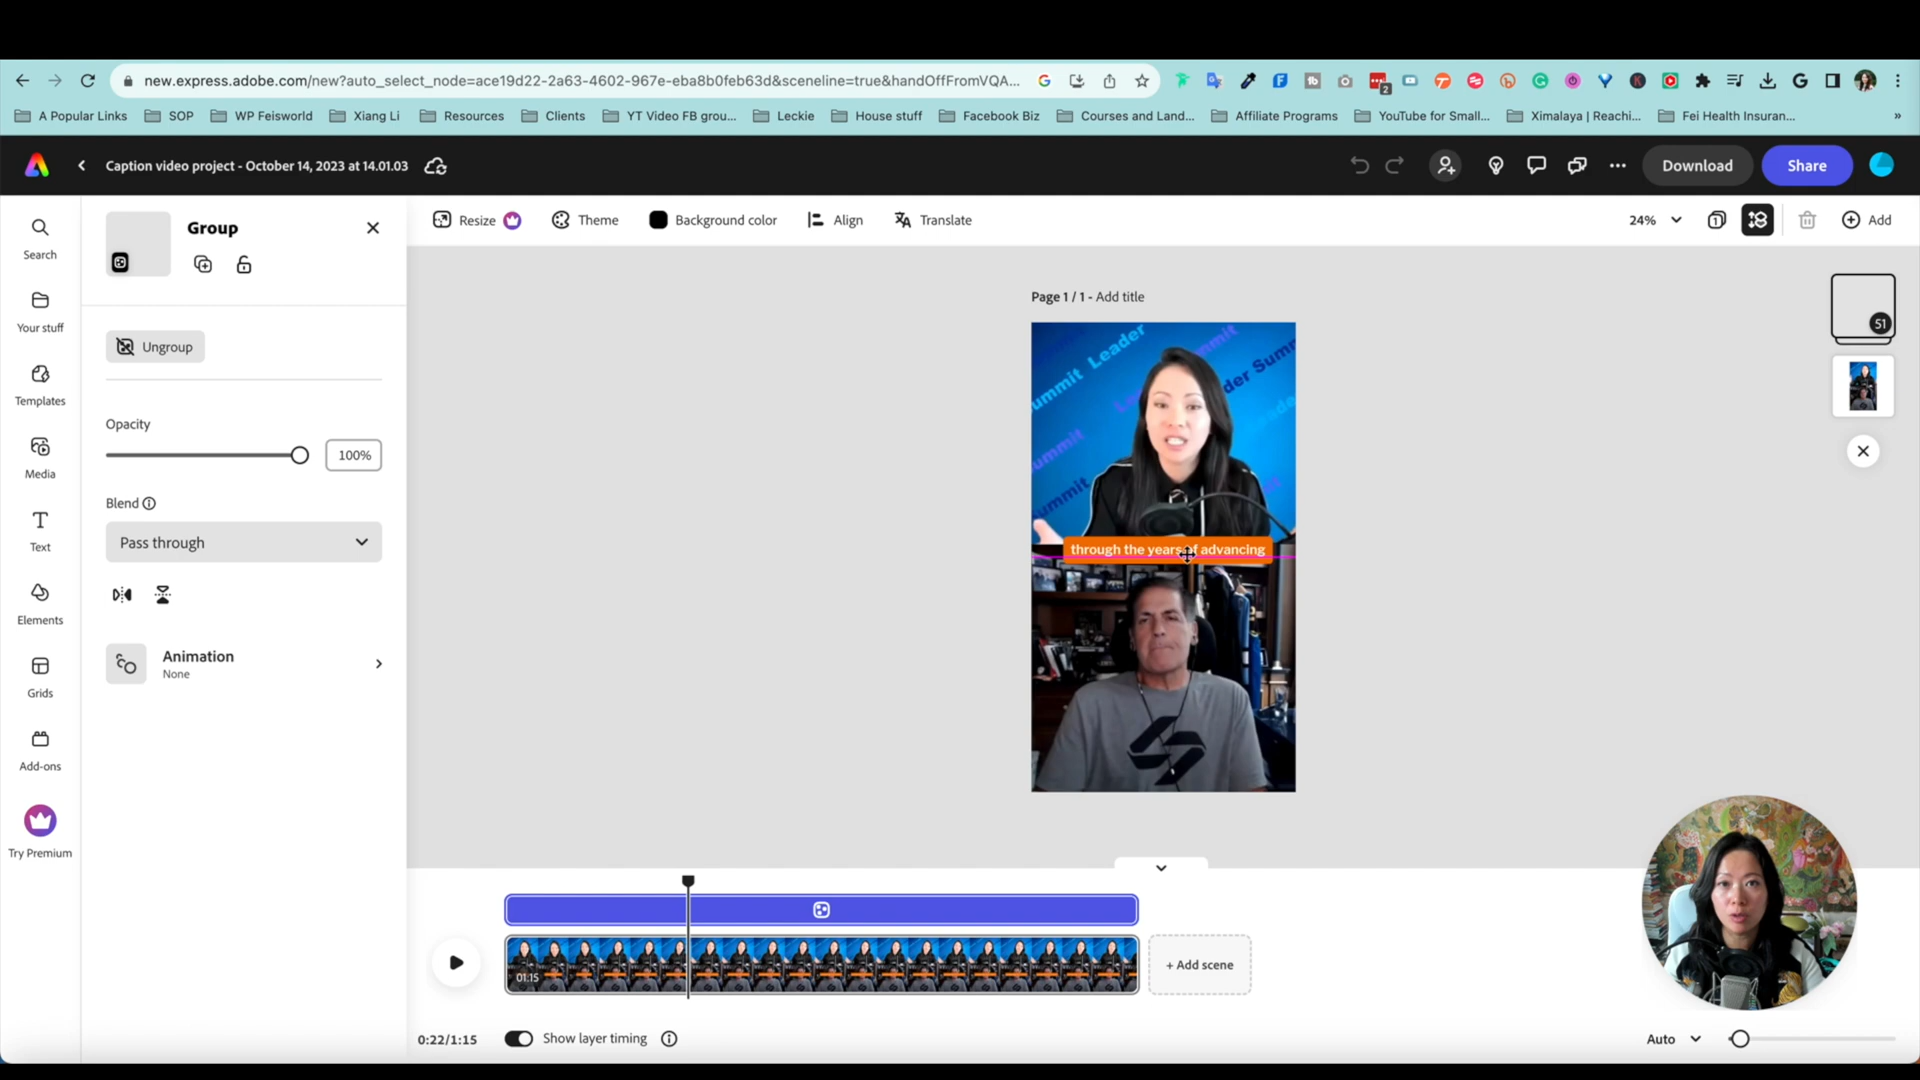 new.express.adobe.com/new?auto_select_node=ace19d22-2a63-4602-967e-eba8b0feb63d&sceneline=true&handOffFromVQA...
A Popular Links
SOP
WP Feisworld
Xiang Li
Resources
Clients
YT Video FB grou...
Leckie
House stuff
Facebook Biz
Courses and Land...
Affiliate Programs
YouTube for Small...
Ximalaya | Reachi...
Fei Health Insuran...
»
Caption video project - October 14, 2023 at 14.01.03
Download
Share
Search
Your stuff
Templates
Media
Text
Elements
Grids
Add-ons
Try Premium
Group
Ungroup
Opacity
100%
Blend
Pass through
Animation
None
Resize
Theme
Background color
Align
Translate
24%
Add
Page 1 / 1 - Add title
51
Summit Leader
Summit
through the years of advancing
01:15
+ Add scene
0:22/1:15
Show layer timing
Auto